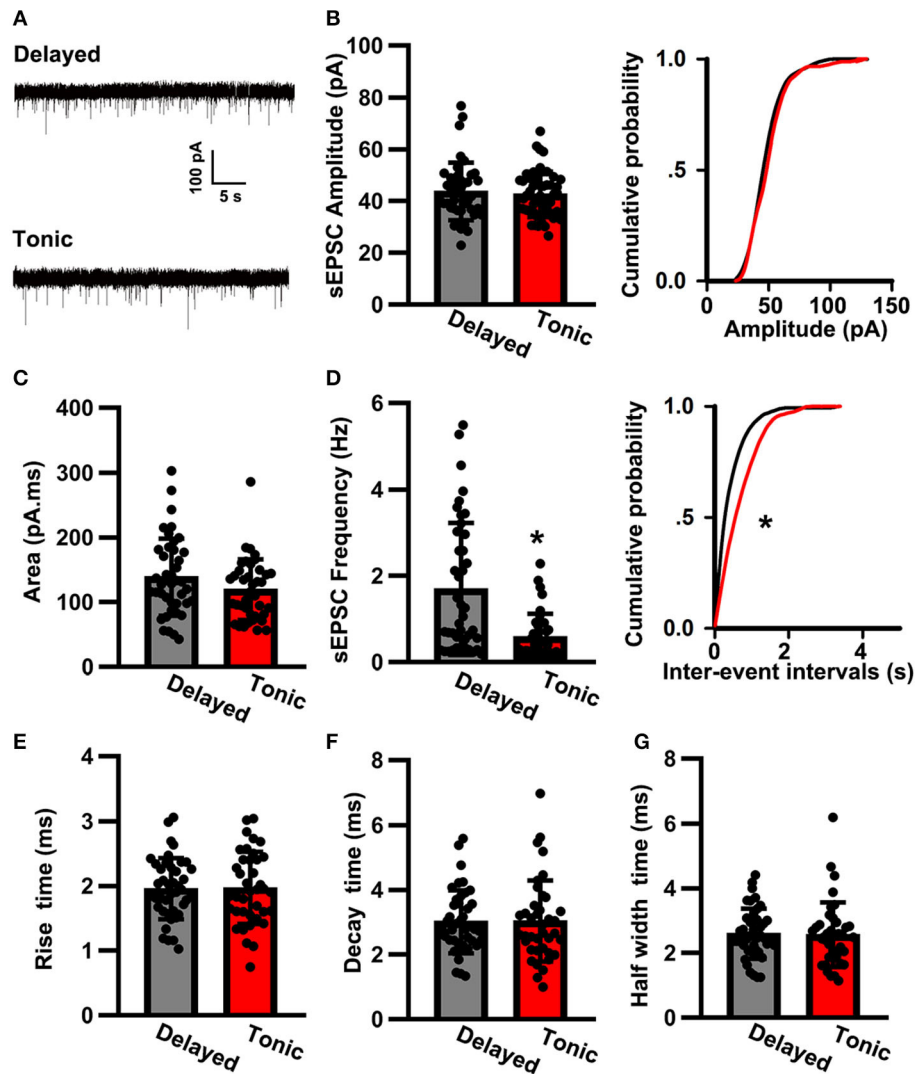 A
Delayed
100 pA
5 s
Tonic
B
sEPSC Amplitude (pA)
100
80
60
40
20
0
Delayed
Tonic
Cumulative probability
1.0
.5
0.0
0
50
100
150
Amplitude (pA)
C
Area (pA.ms)
400
300
200
100
0
Delayed
Tonic
D
sEPSC Frequency (Hz)
6
4
2
0
*
Delayed
Tonic
Cumulative probability
1.0
.5
0.0
*
0
2
4
Inter-event intervals (s)
E
Rise time (ms)
4
3
2
1
0
Delayed
Tonic
F
Decay time (ms)
8
6
4
2
0
Delayed
Tonic
G
Half width time (ms)
8
6
4
2
0
Delayed
Tonic